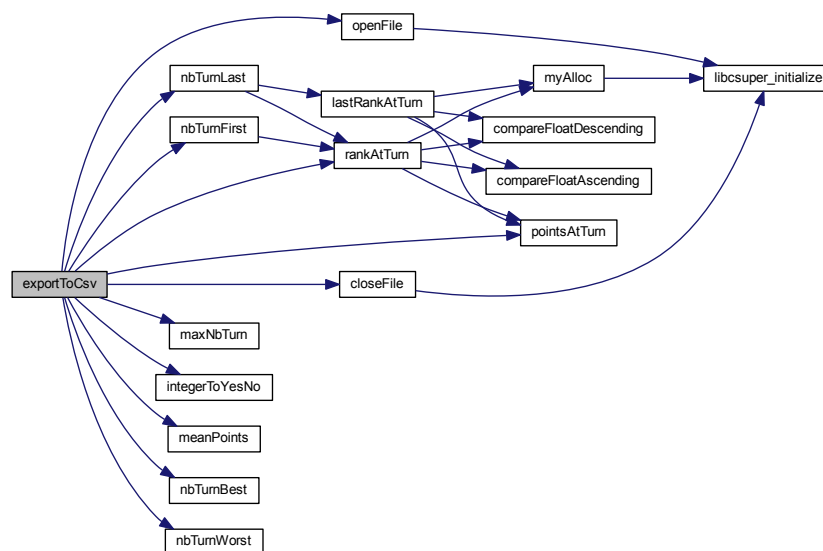 openFile
nbTurnLast
myAlloc
libcsuper_initialize
lastRankAtTurn
nbTurnFirst
compareFloatDescending
rankAtTurn
compareFloatAscending
pointsAtTurn
exportToCsv
closeFile
maxNbTurn
integerToYesNo
meanPoints
nbTurnBest
nbTurnWorst